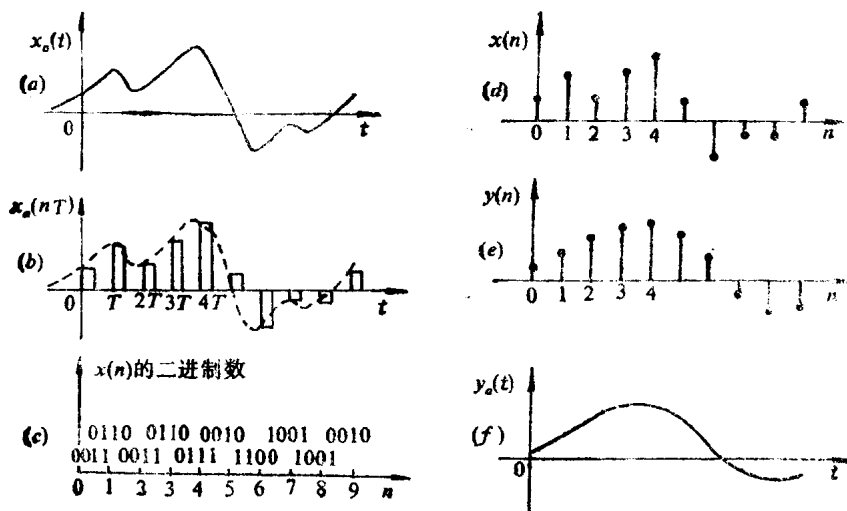 x_a(t)
(a)
0
t
x_a(nT)
(b)
0 T 2T 3T 4T t
x(n)的二进制数
(c)
0110 0110 0010 1001 0010
0011 0011 0111 1100 1001
0 1 2 3 4 5 6 7 8 9 n
x(n)
(d)
0 1 2 3 4 n
y(n)
(e)
0 1 2 3 4 n
y_a(t)
(f)
0
t